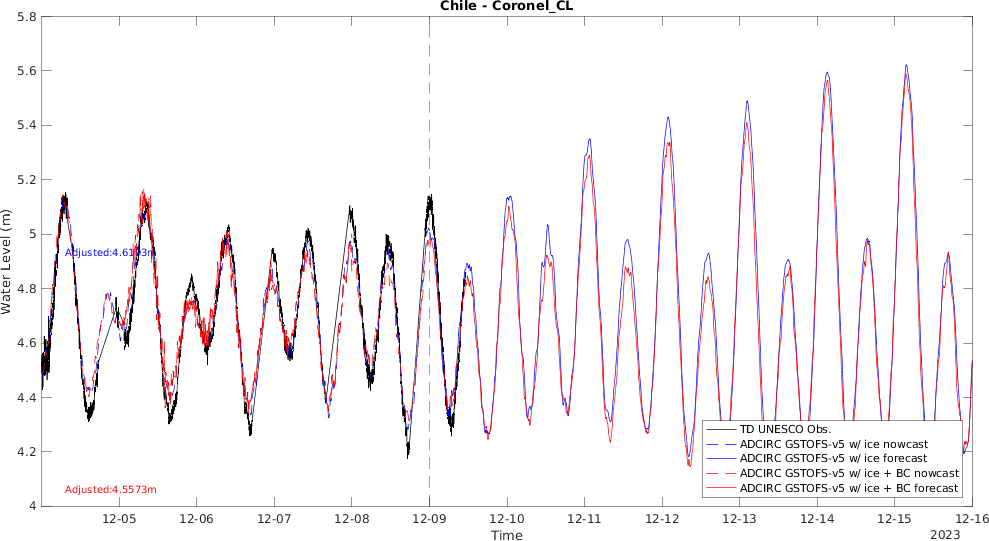 Chile - Coronel_CL
5.8
5.6
5.4
5.2
5
4.8
4.6
4.4
4.2
4
Water Level (m)
Adjusted:4.6193m
Adjusted:4.5573m
TD UNESCO Obs.
ADCIRC GSTOFS-v5 w/ ice nowcast
ADCIRC GSTOFS-v5 w/ ice forecast
ADCIRC GSTOFS-v5 w/ ice + BC nowcast
ADCIRC GSTOFS-v5 w/ ice + BC forecast
12-05 12-06 12-07 12-08 12-09 12-10 12-11 12-12 12-13 12-14 12-15 12-16
Time
2023